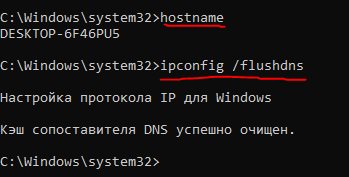 C:\Windows\system32>hostname
DESKTOP-6F46PU5
C:\Windows\system32>ipconfig /flushdns
Настройка протокола IP для Windows
Кэш сопоставителя DNS успешно очищен.
C:\Windows\system32>